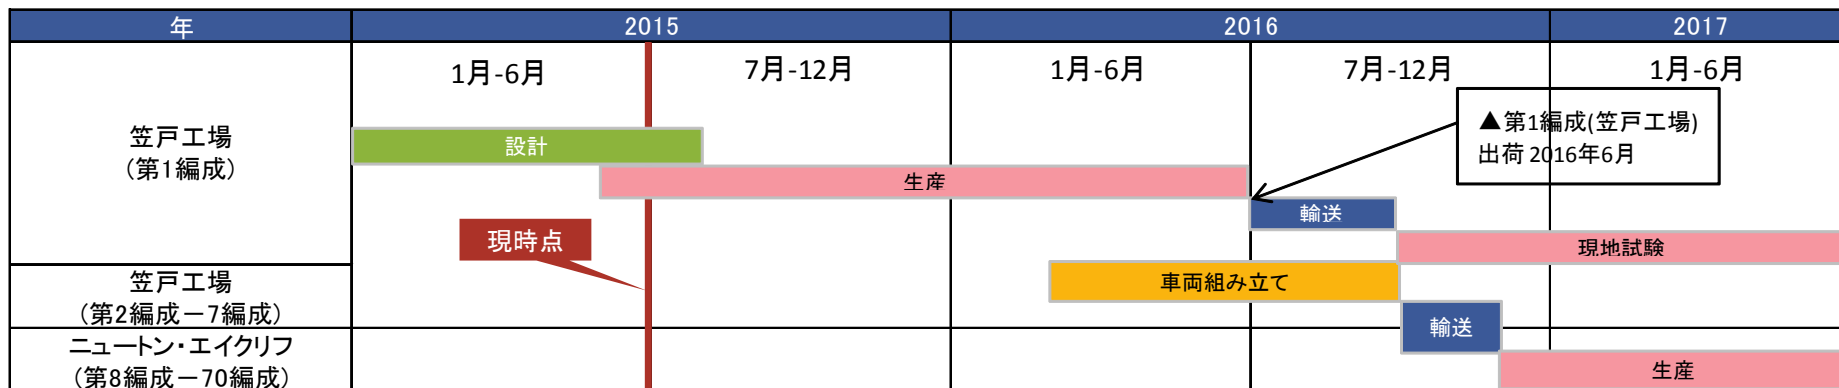 年
2015
2016
2017
1月-6月
7月-12月
1月-6月
7月-12月
1月-6月
笠戸工場
(第1編成)
▲第1編成(笠戸工場)
出荷 2016年6月
設計
生産
輸送
現時点
現地試験
笠戸工場
(第2編成－7編成)
車両組み立て
輸送
ニュートン・エイクリフ
(第8編成－70編成)
生産